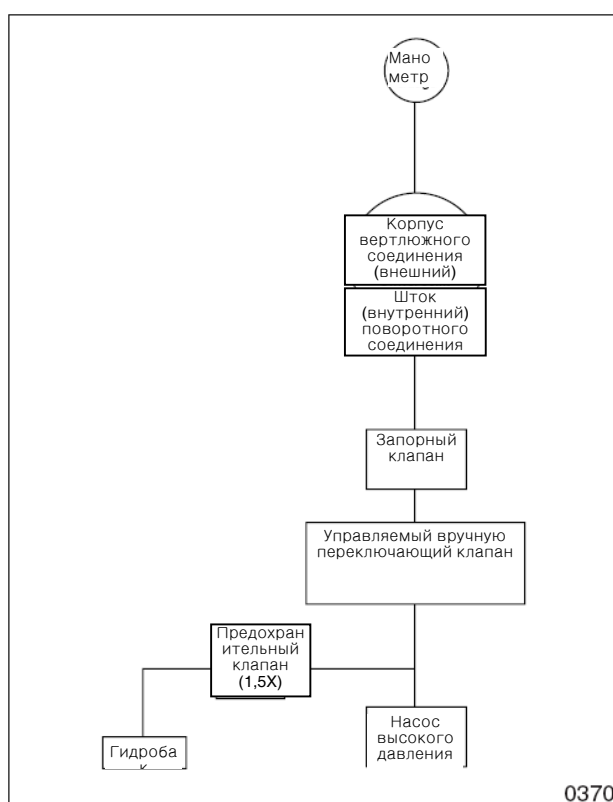 Мано
метр
Корпус
вертлюжного
соединения
(внешний)
Шток
(внутренний)
поворотного
соединения
Запорный
клапан
Управляемый вручную
переключающий клапан
Предохран
ительный
клапан
(1,5X)
Насос
высокого
давления
Гидроба
к
0370